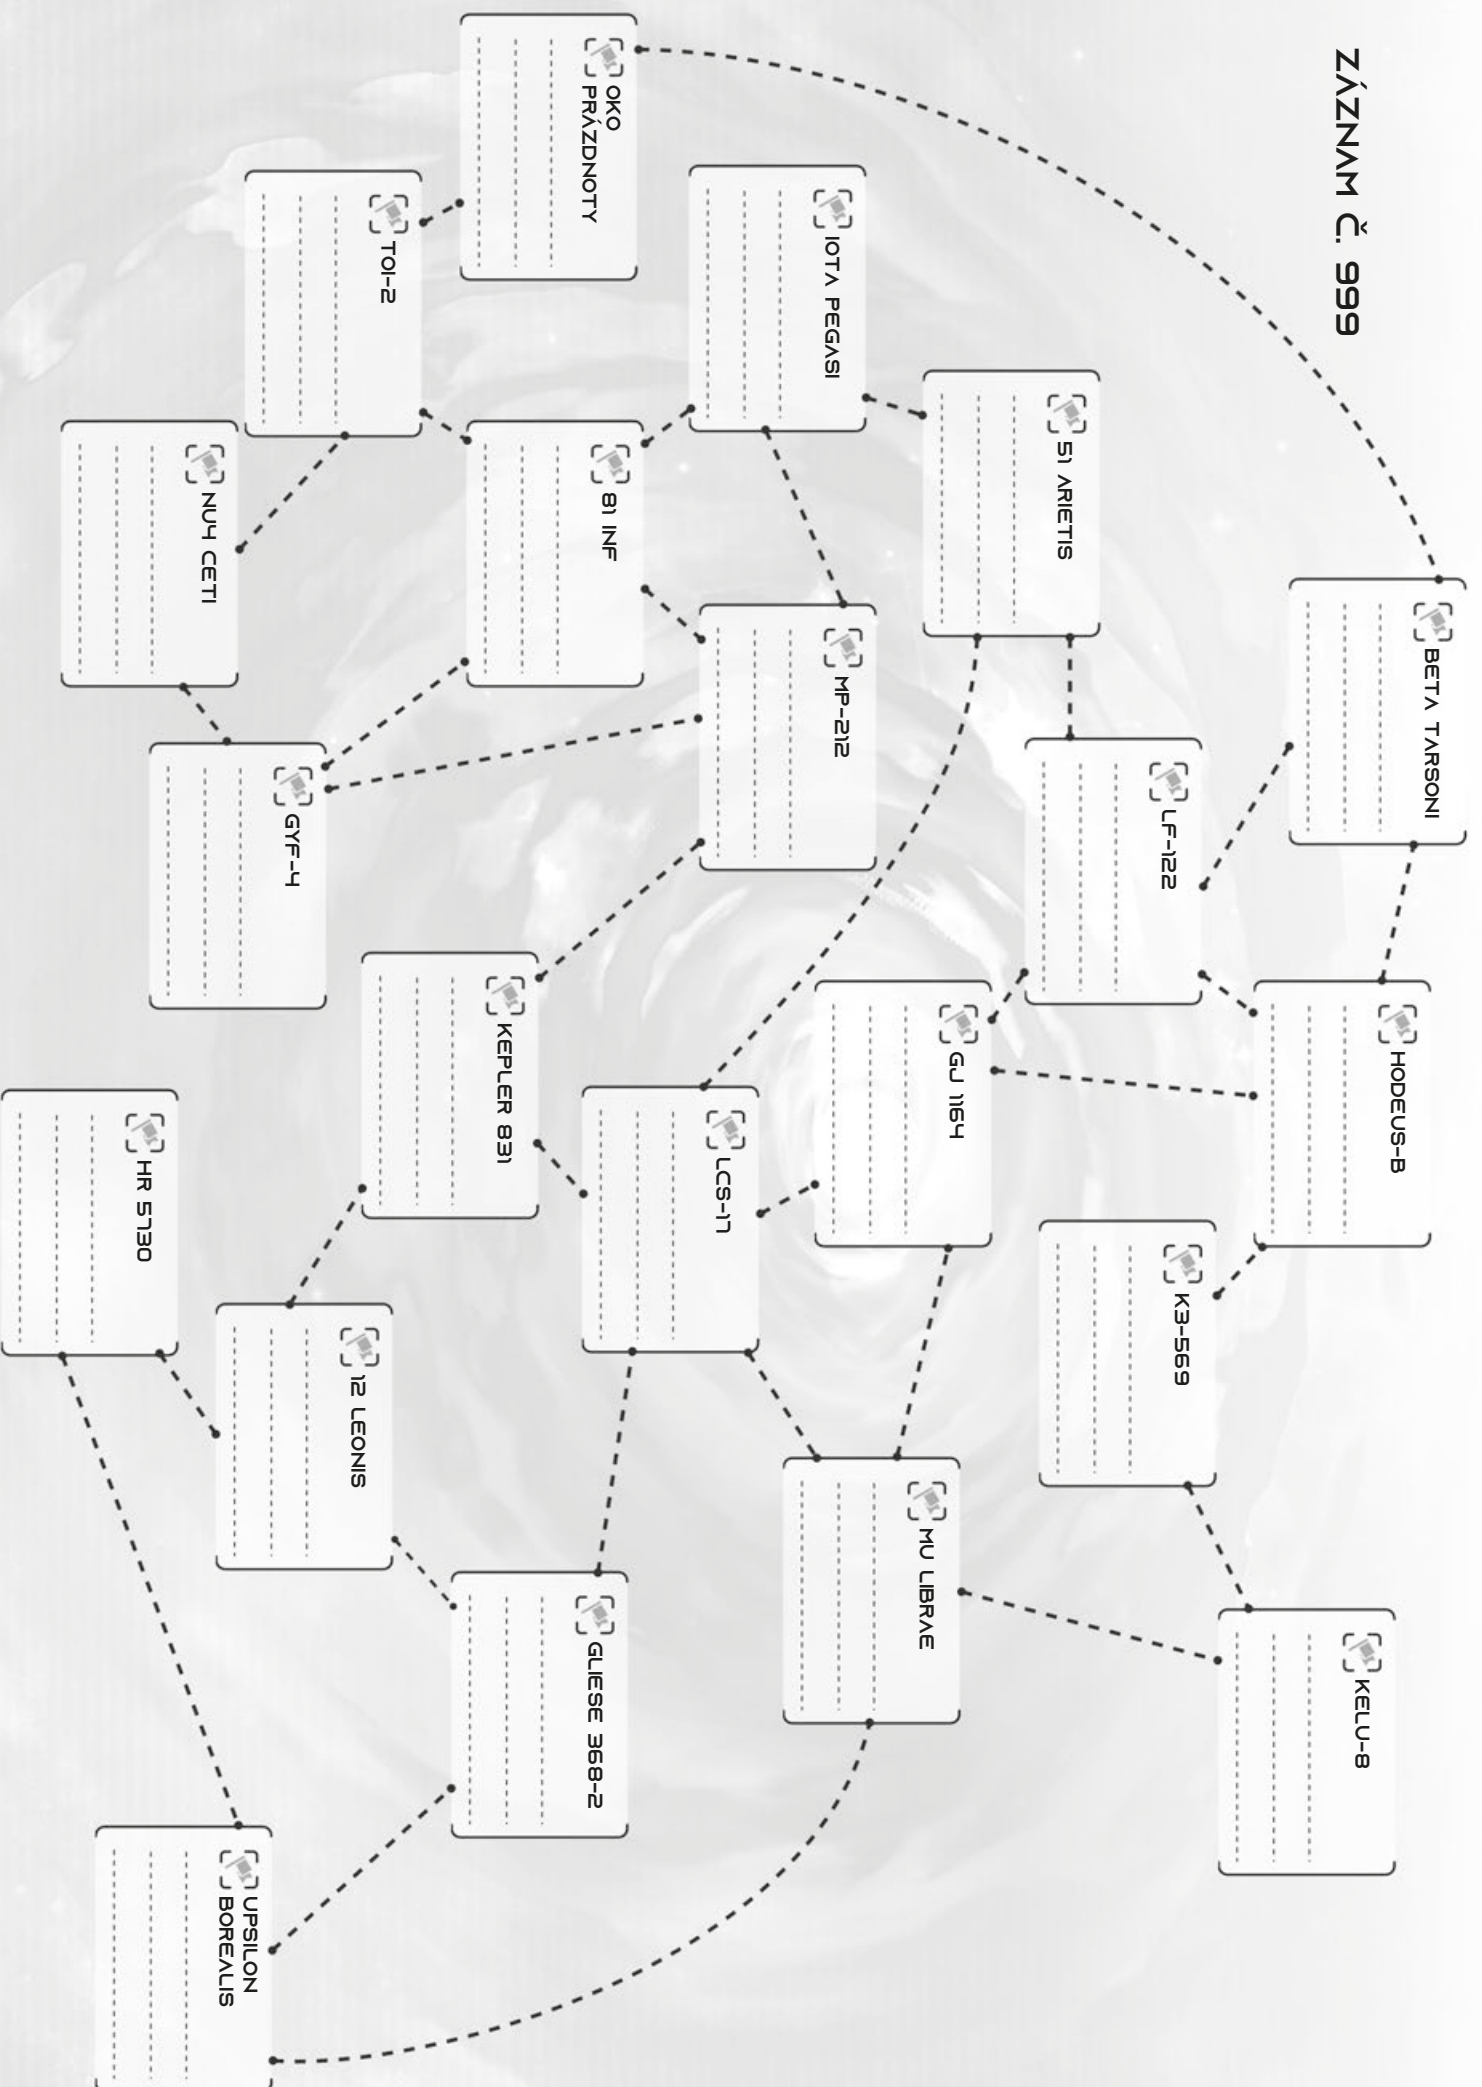 ZÁZNAM Č. 999
BETA TARSONI
HODEUS-B
KELU-8
K3-569
LF-122
51 ARIETIS
GJ 1164
MU LIBRAE
MP-212
IOTA PEGASI
LCS-17
OKO
PRÁZDNOTY
81 INF
GLIESE 368-2
KEPLER 831
TOI-2
12 LEONIS
GYF-4
UPSILON
BOREALIS
NU4 CETI
HR 5730